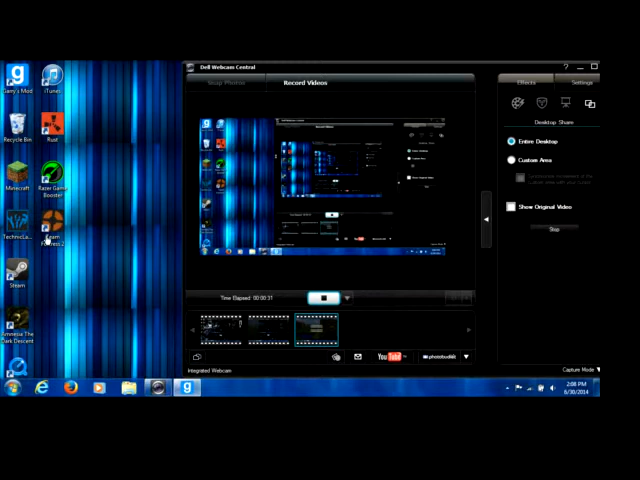 Dell Webcam Central
?
Snap Photos
Record Videos
Effects
Settings
Garry's Mod
iTunes
Desktop Share
Entire Desktop
Recycle Bin
Rust
Custom Area
Minecraft
Razer Game
Booster
Show Original Video
Team
Fortress 2
Stop
Steam
Time Elapsed: 00:00:31
Amnesia The
Dark Descent
YouTube
photobucket
Integrated Webcam
Capture Mode
2:08 PM
6/30/2014